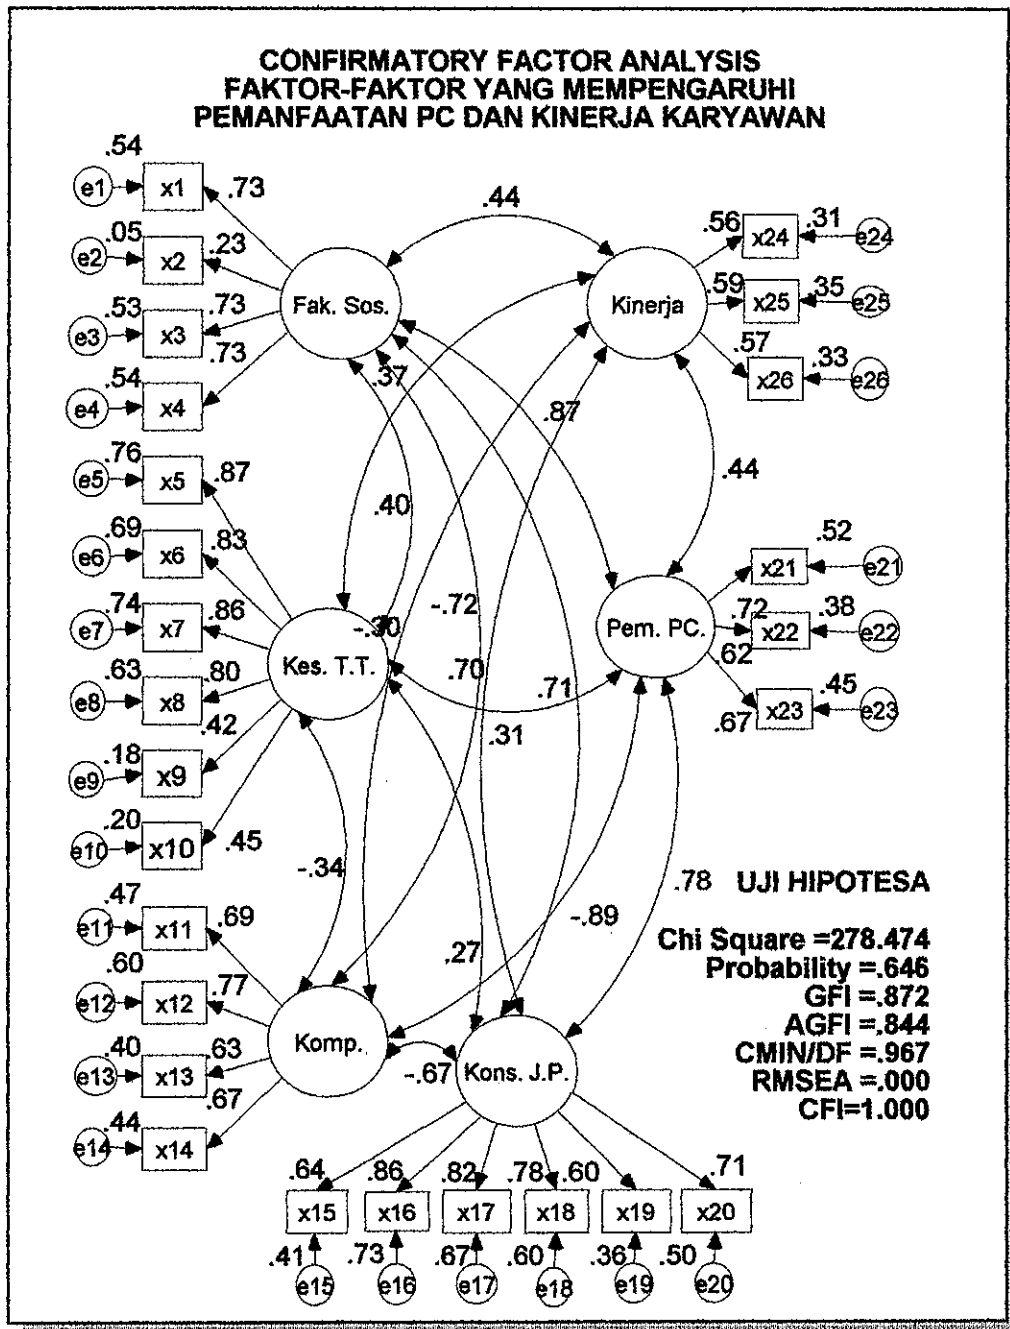 CONFIRMATORY FACTOR ANALYSIS
FAKTOR-FAKTOR YANG MEMPENGARUHI
PEMANFAATAN PC DAN KINERJA KARYAWAN
.54
e1 x1 .73
.05
e2 x2 .23
.53
e3 x3 .73
.54
e4 x4 .73
.76
e5 x5 .87
.69
e6 x6 .83
.74
e7 x7 .86
.63
e8 x8 .80
.18
e9 x9 .42
.20
e10 x10 .45
.47
e11 x11 .69
.60
e12 x12 .77
.40
e13 x13 .63
.44
e14 x14 .67
Fak. Sos.
Kes. T.T.
Komp.
Kons. J.P.
Kinerja
Pem. PC.
.44
.37
.87
.40
.44
-.30
-.72
.70
.71
.31
-.34
.27
-.89
.78
-.67
.56 x24 .31 e24
.59 x25 .35 e25
.57 x26 .33 e26
.52
x21 e21
.72 x22 .38 e22
.62
.67 x23 .45 e23
UJI HIPOTESA
Chi Square =278.474
Probability =.646
GFI =.872
AGFI =.844
CMIN/DF =.967
RMSEA =.000
CFI=1.000
.64 .86 .82 .78 .60 .71
x15 x16 x17 x18 x19 x20
.41 .73 .67 .60 .36 .50
e15 e16 e17 e18 e19 e20